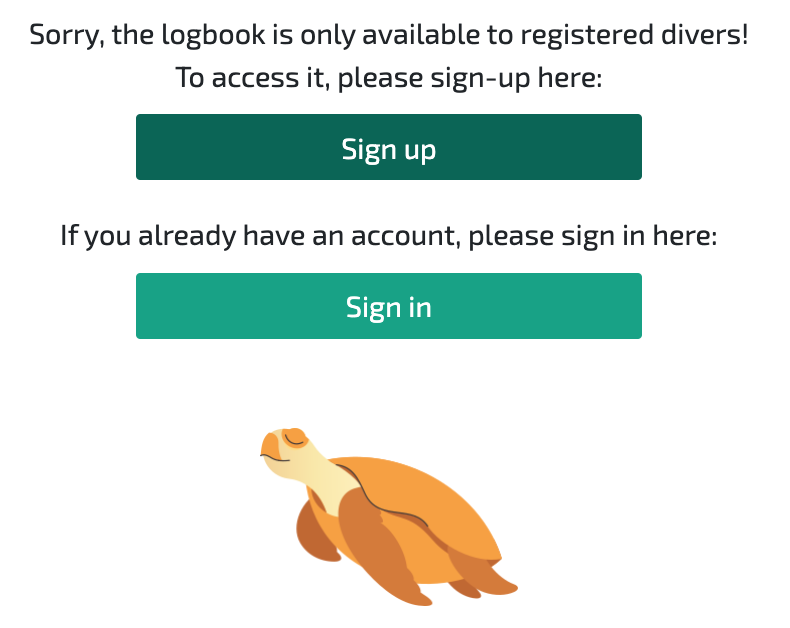 Sorry, the logbook is only available to registered divers!
To access it, please sign-up here:
Sign up
If you already have an account, please sign in here:
Sign in